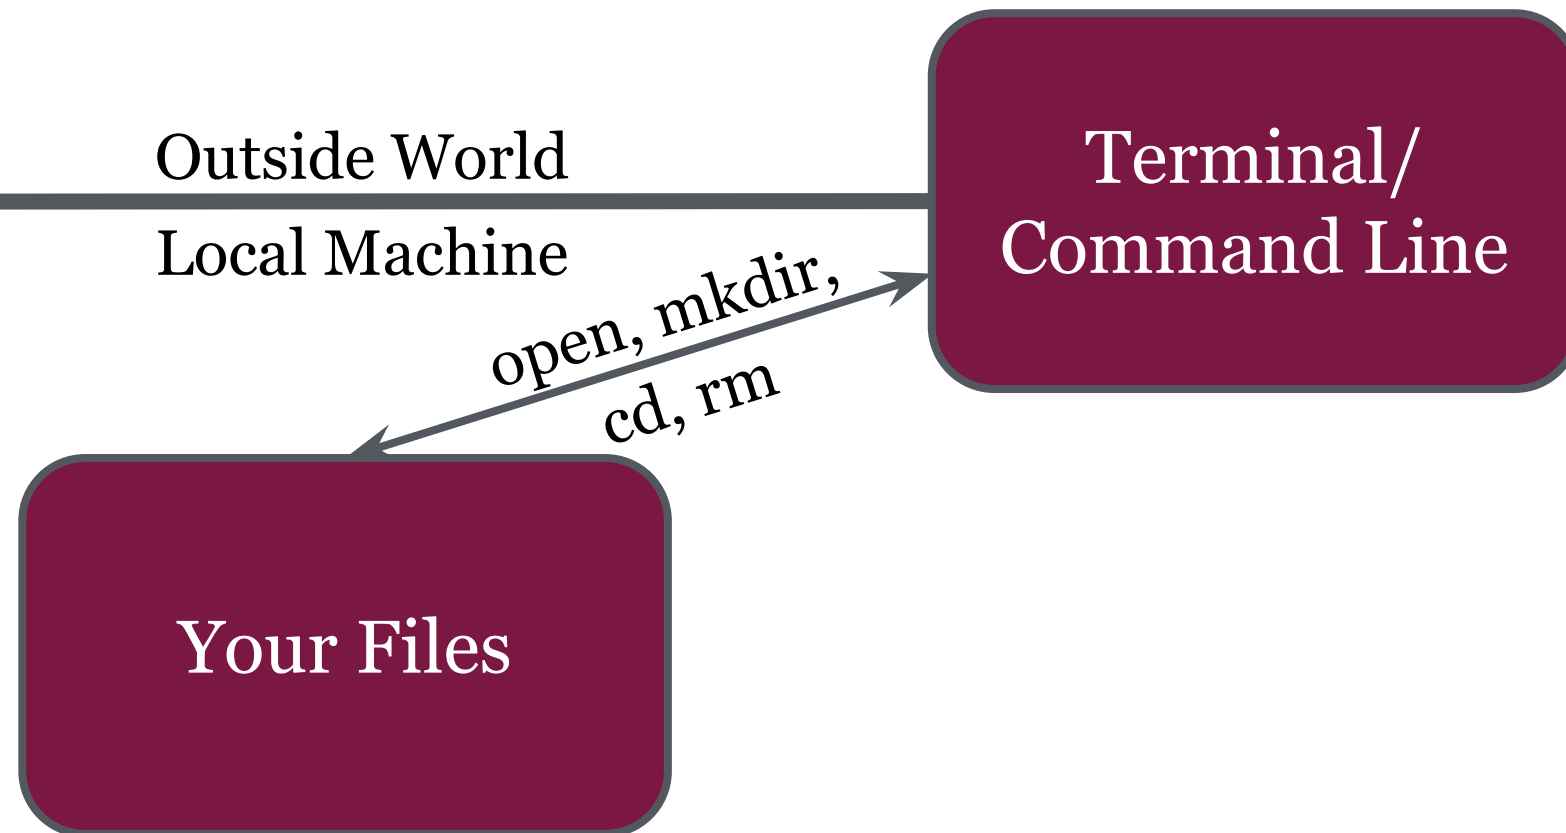 Outside World
Local Machine
Terminal/
Command Line
open, mkdir,
cd, rm
Your Files